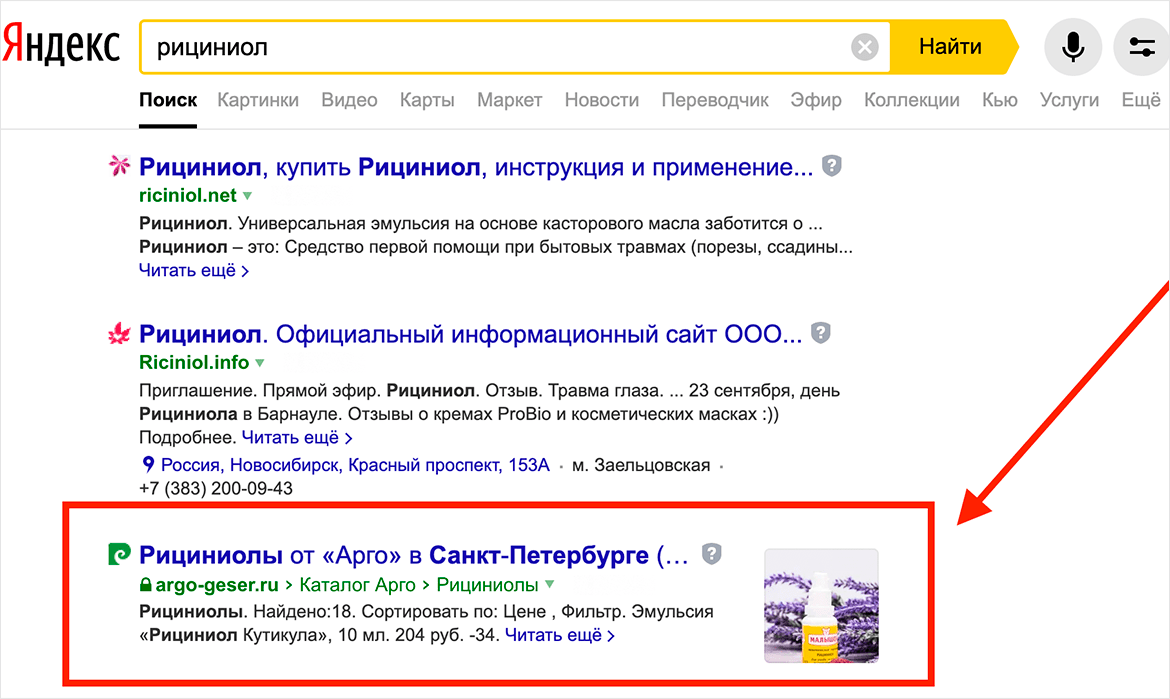 Яндекс
рициниол
Найти
Поиск Картинки Видео Карты Маркет Новости Переводчик Эфир Коллекции Кью Услуги Ещё
Рициниол, купить Рициниол, инструкция и применение...
riciniol.net
Рициниол. Универсальная эмульсия на основе касторового масла заботится о ...
Рициниол – это: Средство первой помощи при бытовых травмах (порезы, ссадины...
Читать ещё >
Рициниол. Официальный информационный сайт ООО...
Riciniol.info
Приглашение. Прямой эфир. Рициниол. Отзыв. Травма глаза. ... 23 сентября, день
Рициниола в Барнауле. Отзывы о кремах ProBio и косметических масках :))
Подробнее. Читать ещё >
Россия, Новосибирск, Красный проспект, 153А · м. Заельцовская ·
+7 (383) 200-09-43
Рициниолы от «Арго» в Санкт-Петербурге (...
argo-geser.ru › Каталог Арго › Рициниолы
Рициниолы. Найдено:18. Сортировать по: Цене , Фильтр. Эмульсия
«Рициниол Кутикула», 10 мл. 204 руб. -34. Читать ещё >